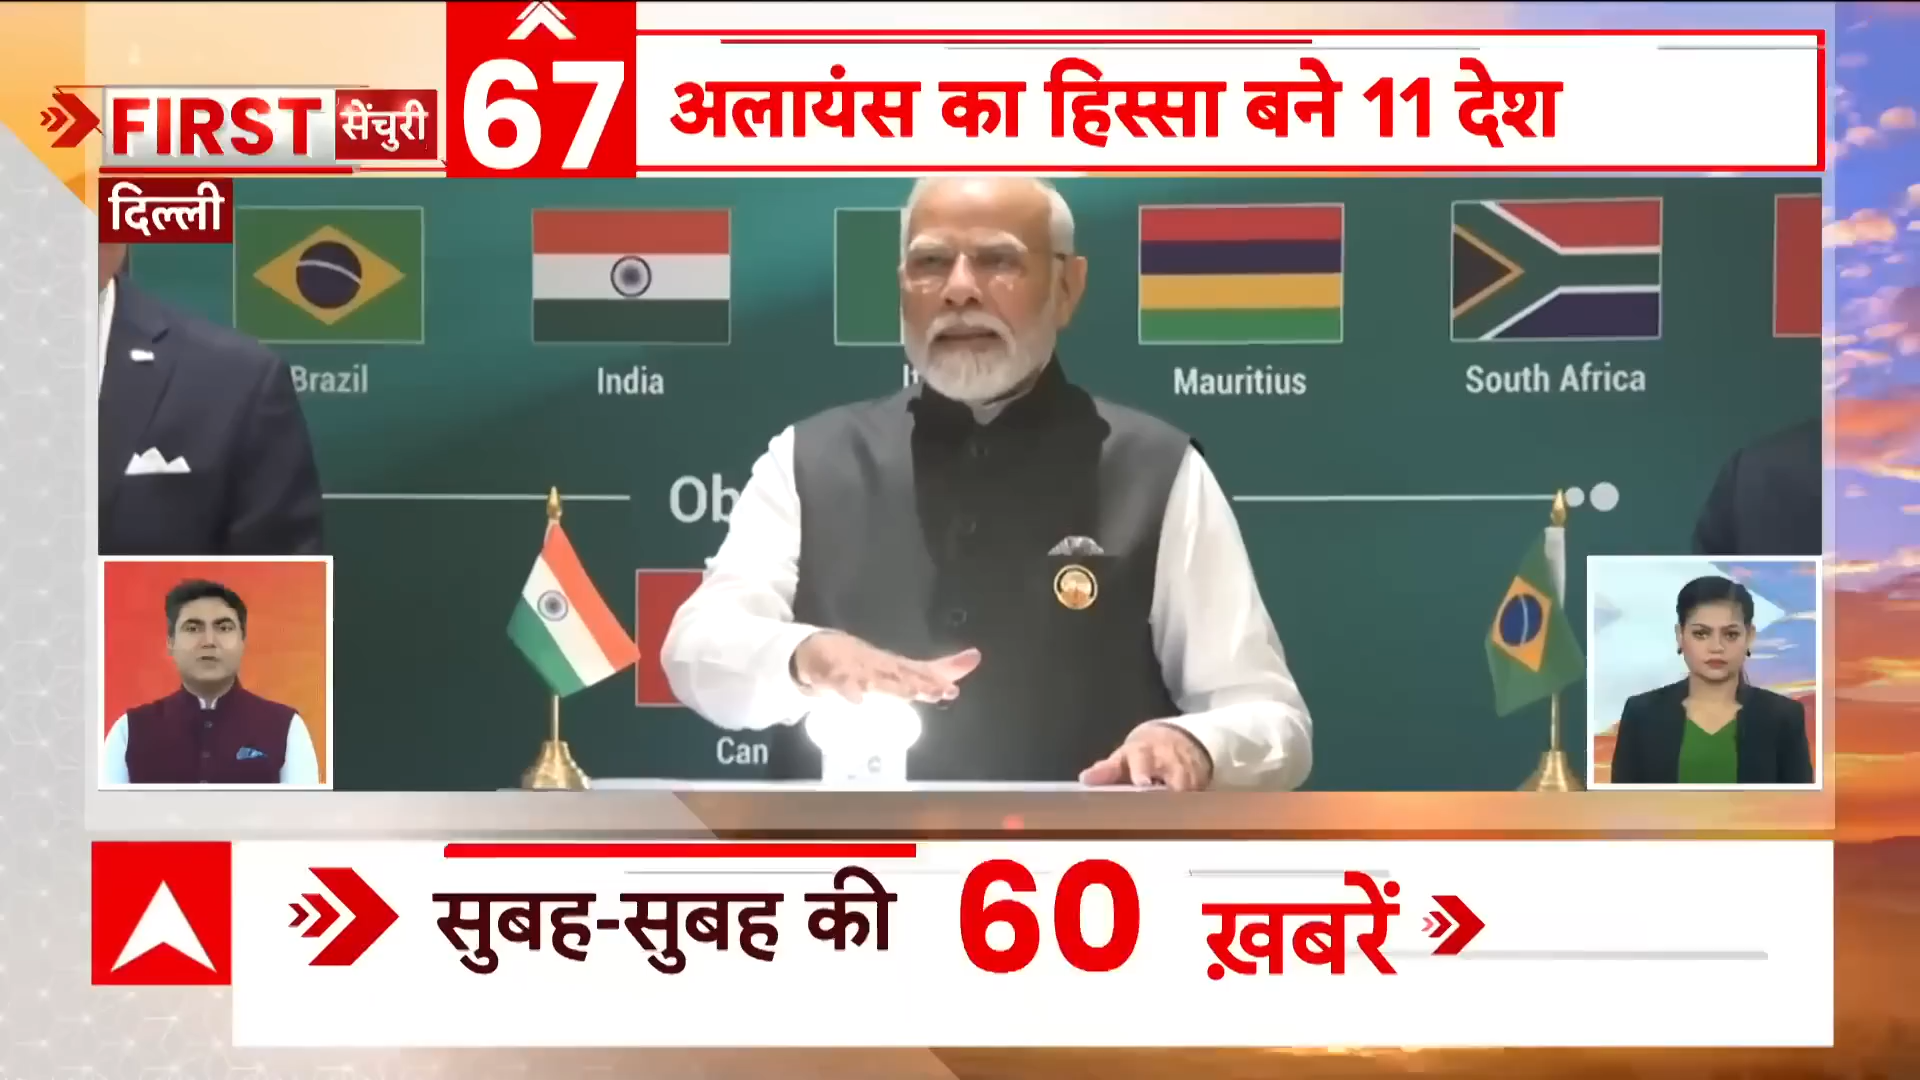 FIRST सेंचुरी
67
अलायंस का हिस्सा बने 11 देश
दिल्ली
Brazil
India
Mauritius
South Africa
Can
सुबह-सुबह की 60 ख़बरें